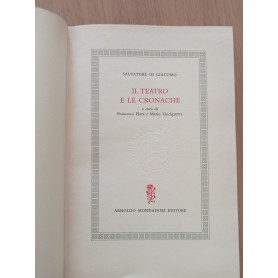 SALVATORE DI GIACOMO
IL TEATRO
E LE CRONACHE
a cura di
Francesco Flora e Mario Vinciguerra
ARNOLDO MONDADORI EDITORE